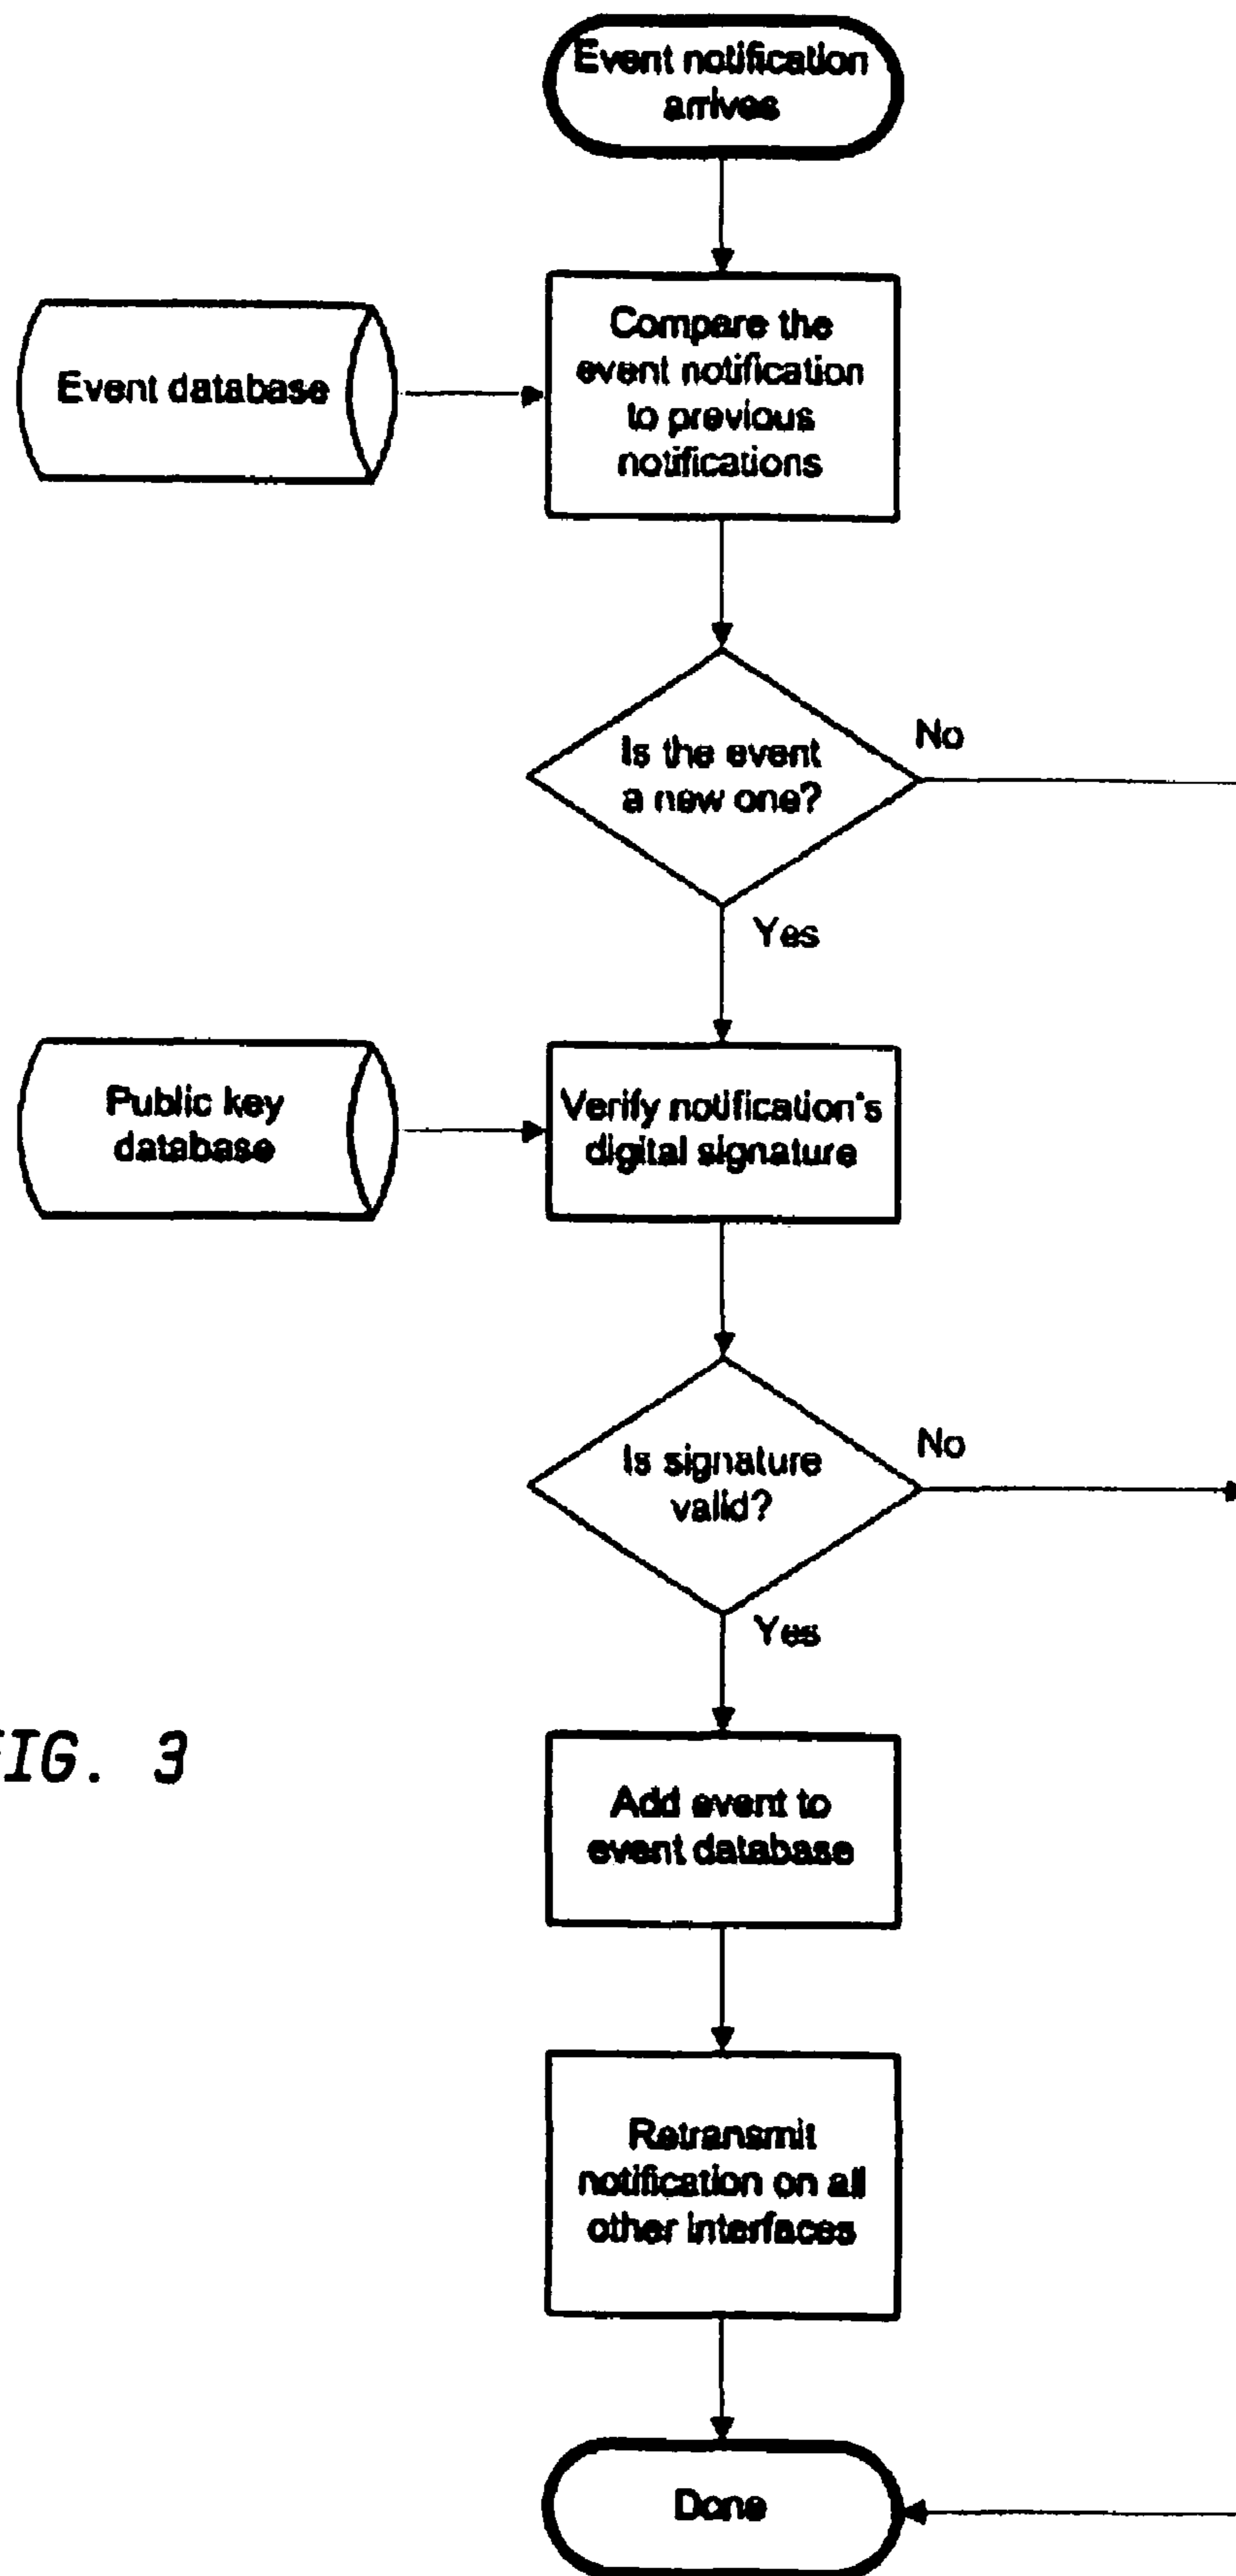 Event notification
arrives
Compare the
event notification
to previous
notifications
Event database
Is the event
a new one?
No
Yes
Public key
database
Verify notification's
digital signature
Is signature
valid?
No
Yes
IG. 3
Add event to
event database
Retransmit
notification on all
other interfaces
Done